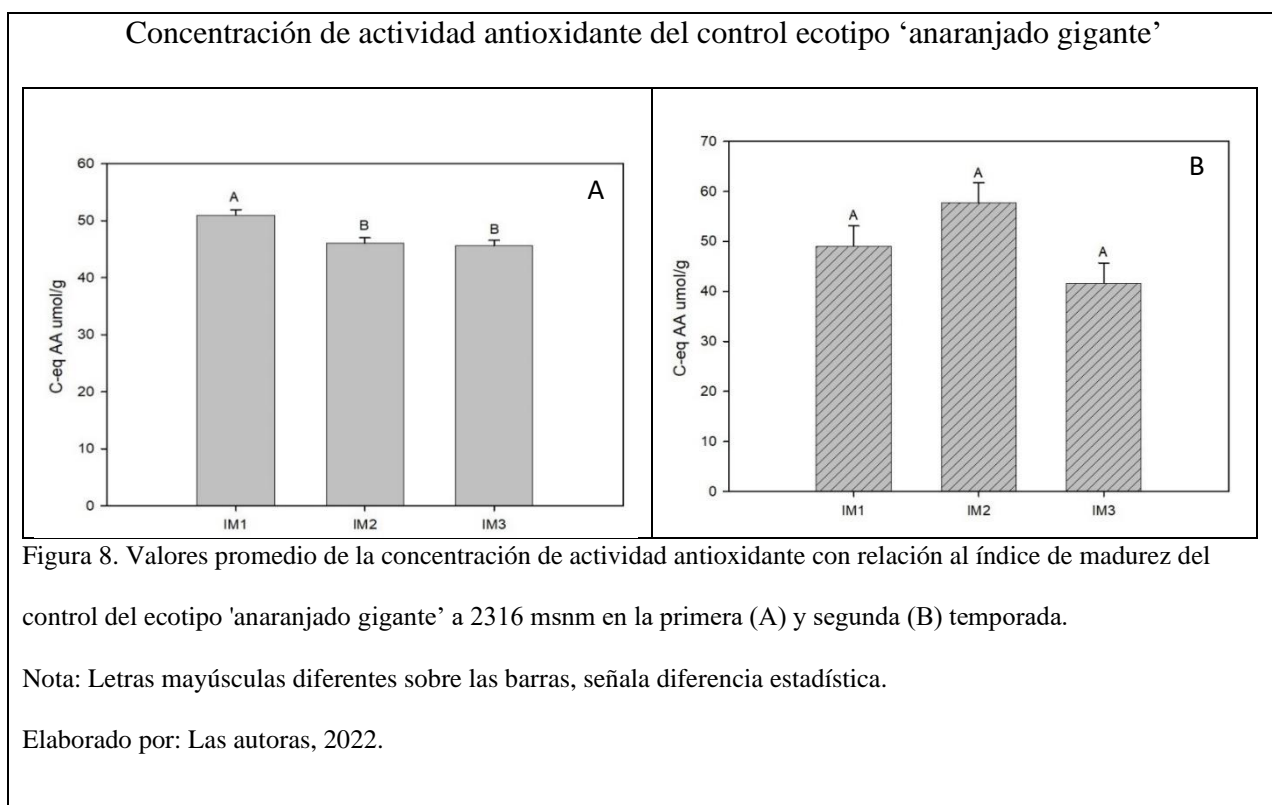 Concentración de actividad antioxidante del control ecotipo ‘anaranjado gigante’
A
C-eq AA umol/g
60
50
40
30
20
10
0
A
B
B
IM1 IM2 IM3
B
C-eq AA umol/g
70
60
50
40
30
20
10
0
A
A
A
IM1 IM2 IM3
Figura 8. Valores promedio de la concentración de actividad antioxidante con relación al índice de madurez del
control del ecotipo 'anaranjado gigante’ a 2316 msnm en la primera (A) y segunda (B) temporada.
Nota: Letras mayúsculas diferentes sobre las barras, señala diferencia estadística.
Elaborado por: Las autoras, 2022.